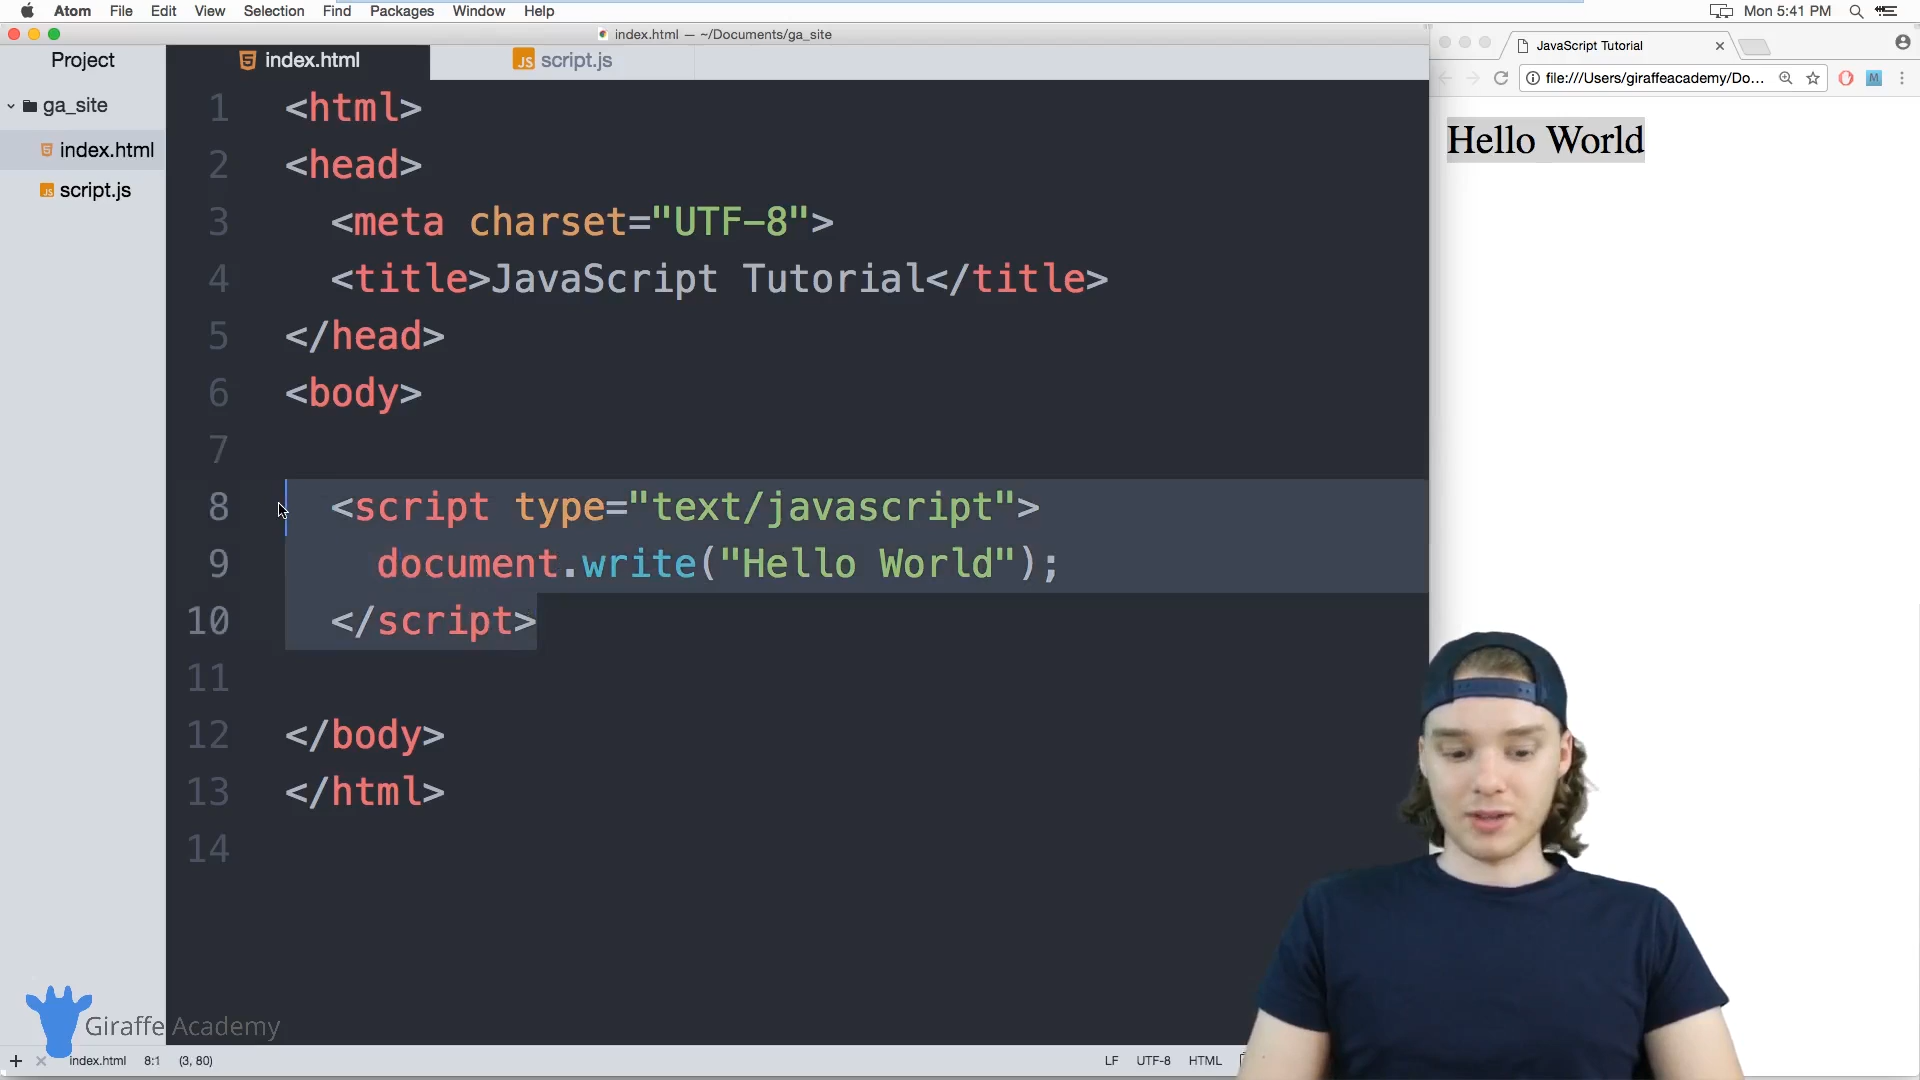 Atom File Edit View Selection Find Packages Window Help Mon 5:41 PM
index.html — ~/Documents/ga_site
Project
ga_site
index.html
script.js
index.html
script.js
1 <html>
2 <head>
3 <meta charset="UTF-8">
4 <title>JavaScript Tutorial</title>
5 </head>
6 <body>
7
8 <script type="text/javascript">
9 document.write("Hello World");
10 </script>
11
12 </body>
13 </html>
14
JavaScript Tutorial
file:///Users/giraffeacademy/Do...
Hello World
Giraffe Academy
index.html 8:1 (3, 80) LF UTF-8 HTML